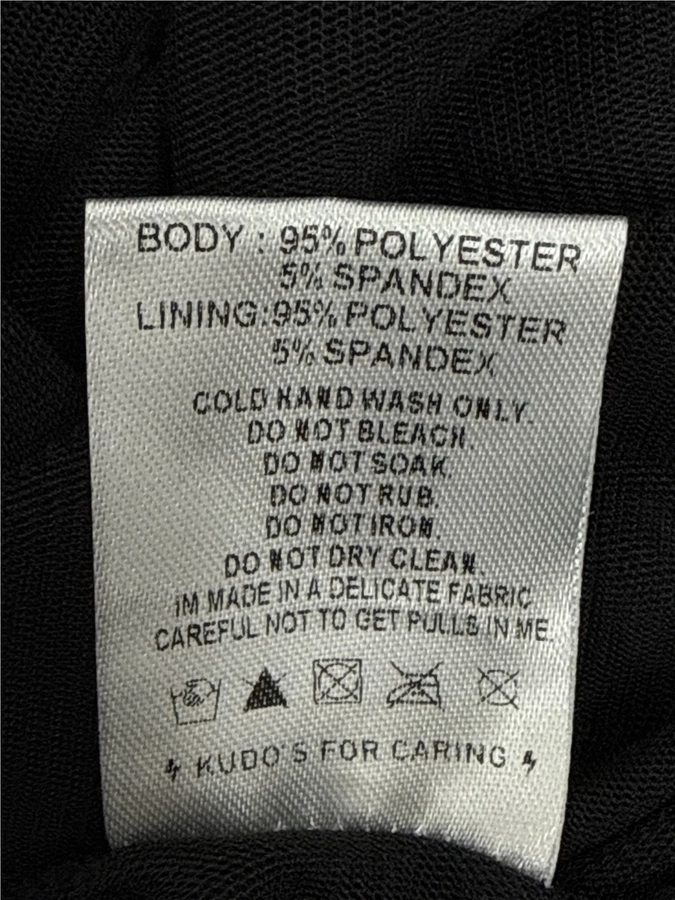 BODY : 95% POLYESTER
5% SPANDEX
LINING:95% POLYESTER
5% SPANDEX
COLD HAND WASH ONLY.
DO NOT BLEACH.
DO NOT SOAK.
DO NOT RUB.
DO NOT IRON.
DO NOT DRY CLEAN.
IM MADE IN A DELICATE FABRIC
CAREFUL NOT TO GET PULLS IN ME.
KUDO'S FOR CARING